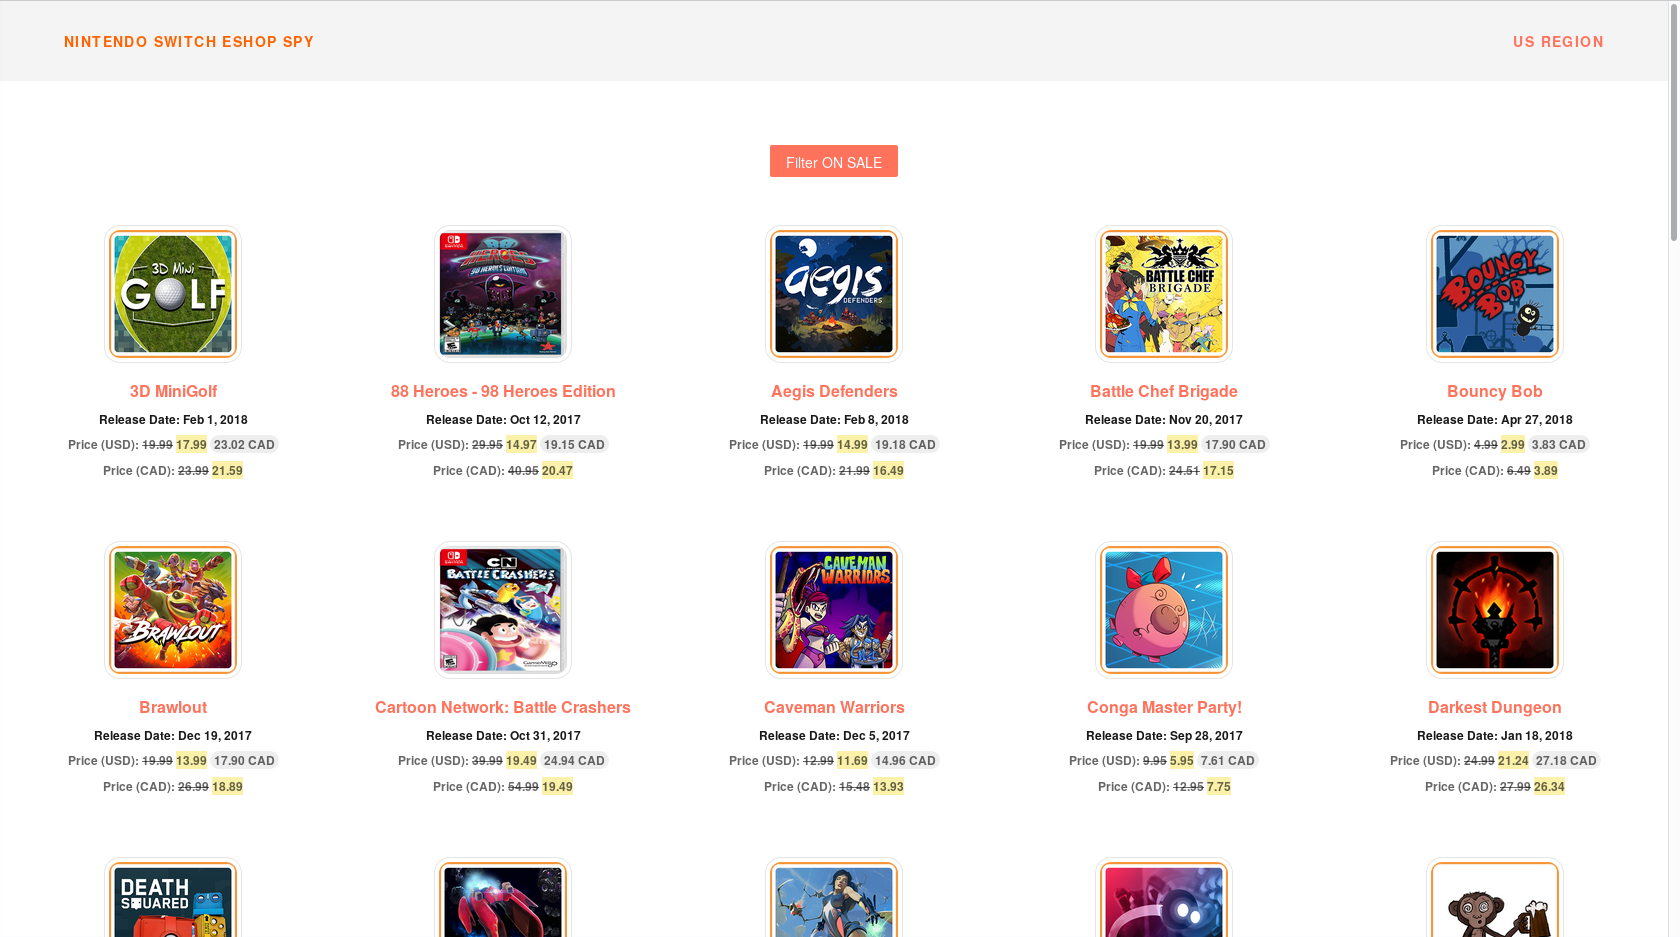 NINTENDO SWITCH ESHOP SPY
US REGION
Filter ON SALE
3D Mini
GOLF
88
HEROES
98 HEROES EDITION
aegis
DEFENDERS
BATTLE CHEF
BRIGADE
BOUNCY
BOB
3D MiniGolf
88 Heroes - 98 Heroes Edition
Aegis Defenders
Battle Chef Brigade
Bouncy Bob
Release Date: Feb 1, 2018
Release Date: Oct 12, 2017
Release Date: Feb 8, 2018
Release Date: Nov 20, 2017
Release Date: Apr 27, 2018
Price (USD): 19.99 17.99 23.02 CAD
Price (USD): 29.95 14.97 19.15 CAD
Price (USD): 19.99 14.99 19.18 CAD
Price (USD): 19.99 13.99 17.90 CAD
Price (USD): 4.99 2.99 3.83 CAD
Price (CAD): 23.99 21.59
Price (CAD): 40.95 20.47
Price (CAD): 21.99 16.49
Price (CAD): 24.51 17.15
Price (CAD): 6.49 3.89
BRAWLOUT
CN
BATTLE CRASHERS
GameMill
CAVEMAN
WARRIORS
Brawlout
Cartoon Network: Battle Crashers
Caveman Warriors
Conga Master Party!
Darkest Dungeon
Release Date: Dec 19, 2017
Release Date: Oct 31, 2017
Release Date: Dec 5, 2017
Release Date: Sep 28, 2017
Release Date: Jan 18, 2018
Price (USD): 19.99 13.99 17.90 CAD
Price (USD): 39.99 19.49 24.94 CAD
Price (USD): 12.99 11.69 14.96 CAD
Price (USD): 9.95 5.95 7.61 CAD
Price (USD): 24.99 21.24 27.18 CAD
Price (CAD): 26.99 18.89
Price (CAD): 54.99 19.49
Price (CAD): 15.48 13.93
Price (CAD): 12.95 7.75
Price (CAD): 27.99 26.34
DEATH
SQUARED